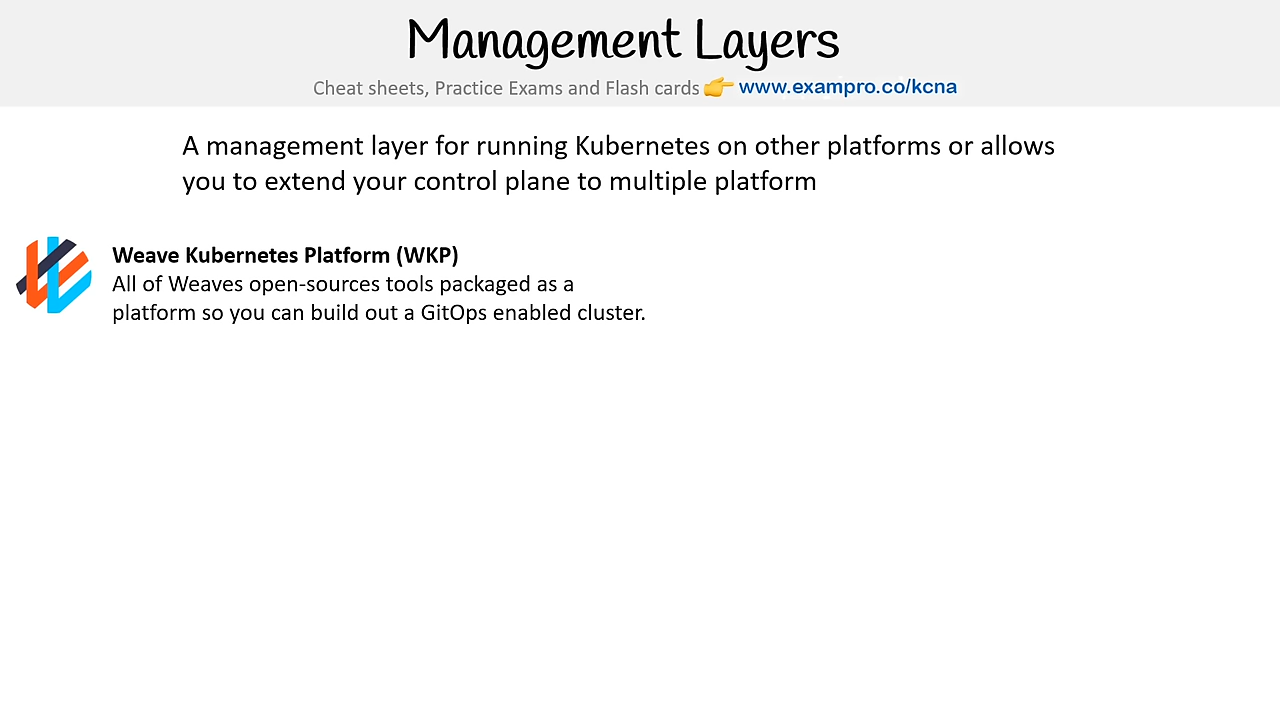 Management Layers
Cheat sheets, Practice Exams and Flash cards 👉 www.exampro.co/kcna
A management layer for running Kubernetes on other platforms or allows
you to extend your control plane to multiple platform
Weave Kubernetes Platform (WKP)
All of Weaves open-sources tools packaged as a
platform so you can build out a GitOps enabled cluster.